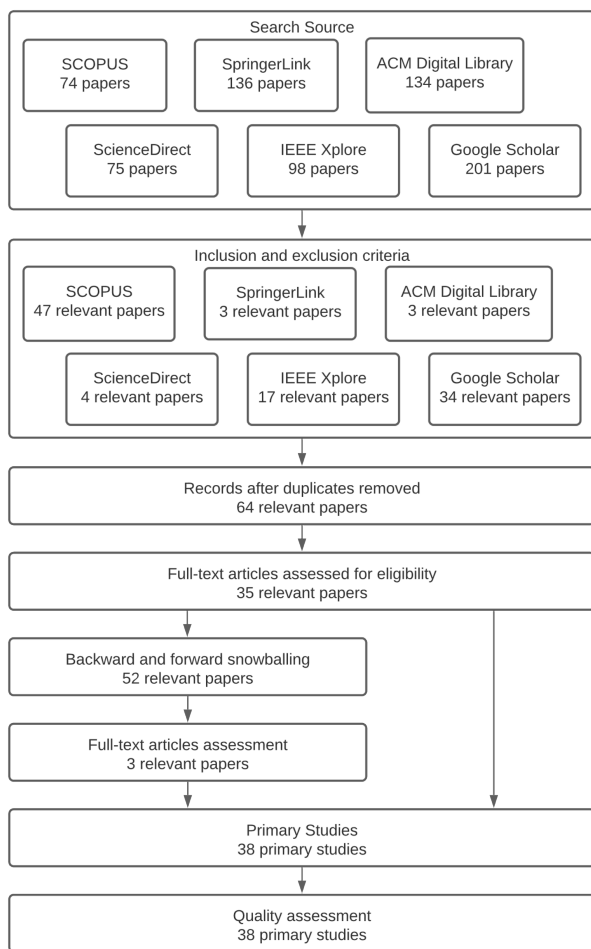 Search Source
SCOPUS
74 papers
SpringerLink
136 papers
ACM Digital Library
134 papers
ScienceDirect
75 papers
IEEE Xplore
98 papers
Google Scholar
201 papers
Inclusion and exclusion criteria
SCOPUS
47 relevant papers
SpringerLink
3 relevant papers
ACM Digital Library
3 relevant papers
ScienceDirect
4 relevant papers
IEEE Xplore
17 relevant papers
Google Scholar
34 relevant papers
Records after duplicates removed
64 relevant papers
Full-text articles assessed for eligibility
35 relevant papers
Backward and forward snowballing
52 relevant papers
Full-text articles assessment
3 relevant papers
Primary Studies
38 primary studies
Quality assessment
38 primary studies